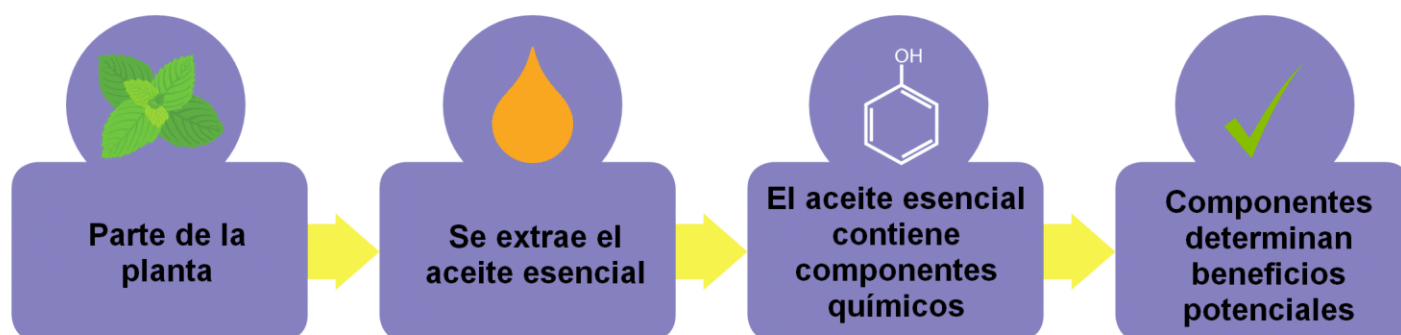 OH
Parte de la
planta
Se extrae el
aceite esencial
El aceite esencial
contiene
componentes
químicos
Componentes
determinan
beneficios
potenciales